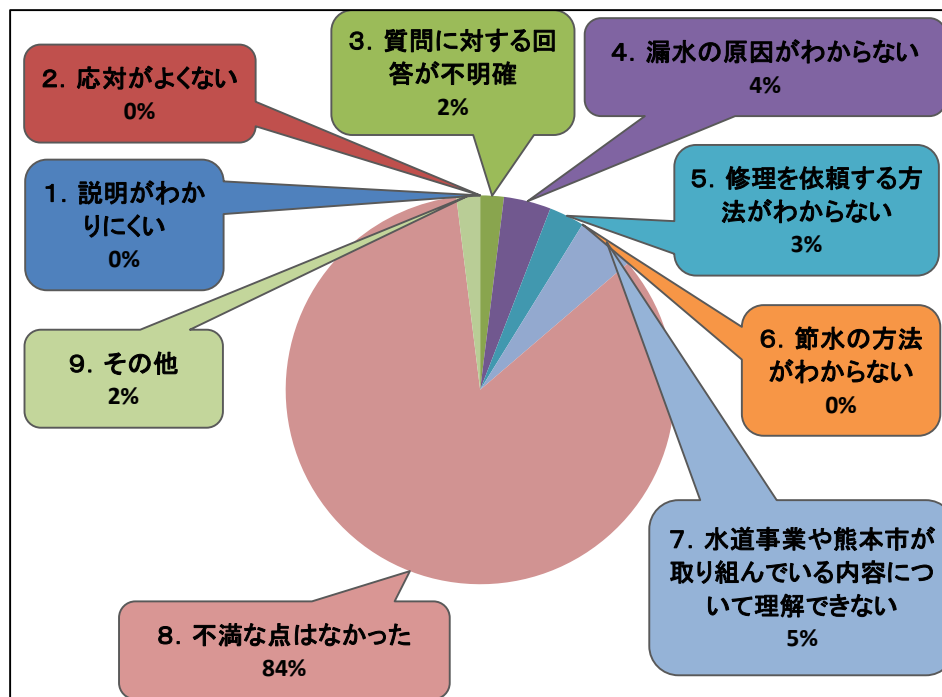 1．説明がわか
りにくい
0%
2．応対がよくない
0%
3．質問に対する回
答が不明確
2%
4．漏水の原因がわからない
4%
5．修理を依頼する方
法がわからない
3%
6．節水の方法
がわからない
0%
7．水道事業や熊本市が
取り組んでいる内容につ
いて理解できない
5%
8．不満な点はなかった
84%
9．その他
2%